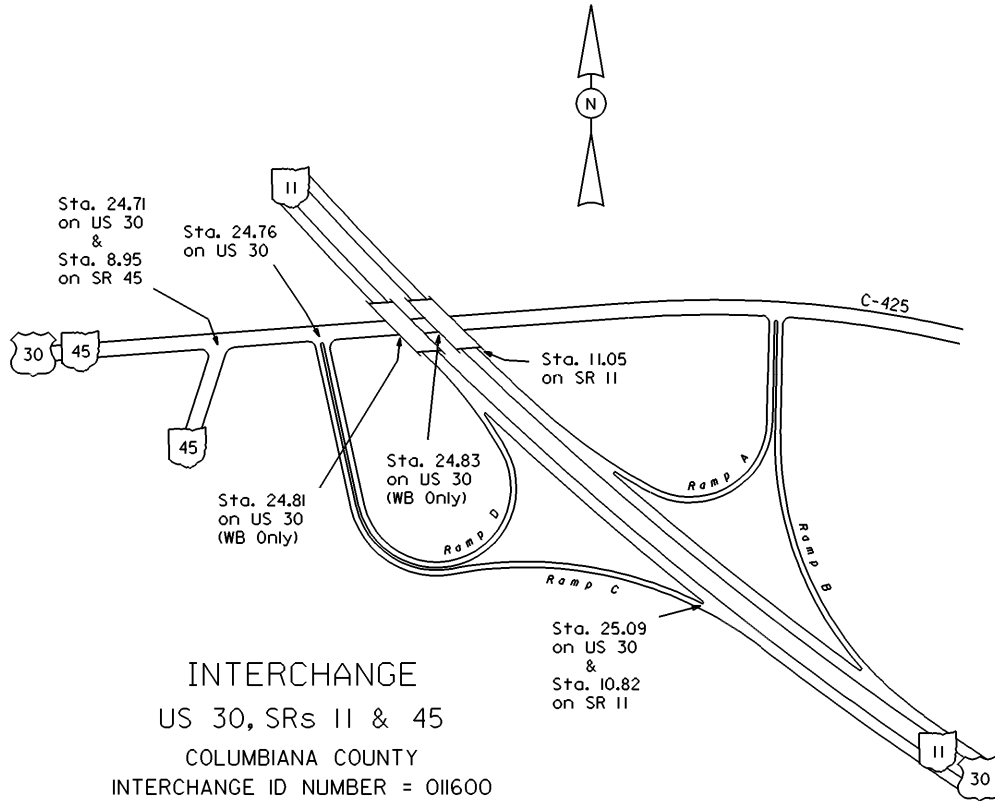 N
11
Sta. 24.71
on US 30
&
Sta. 8.95
on SR 45
Sta. 24.76
on US 30
C-425
30
45
Sta. 11.05
on SR 11
45
Sta. 24.83
on US 30
(WB Only)
Sta. 24.81
on US 30
(WB Only)
Ramp A
Ramp D
Ramp B
Ramp C
Sta. 25.09
on US 30
&
Sta. 10.82
on SR 11
INTERCHANGE
US 30, SRs 11 & 45
COLUMBIANA COUNTY
INTERCHANGE ID NUMBER = 011600
11
30